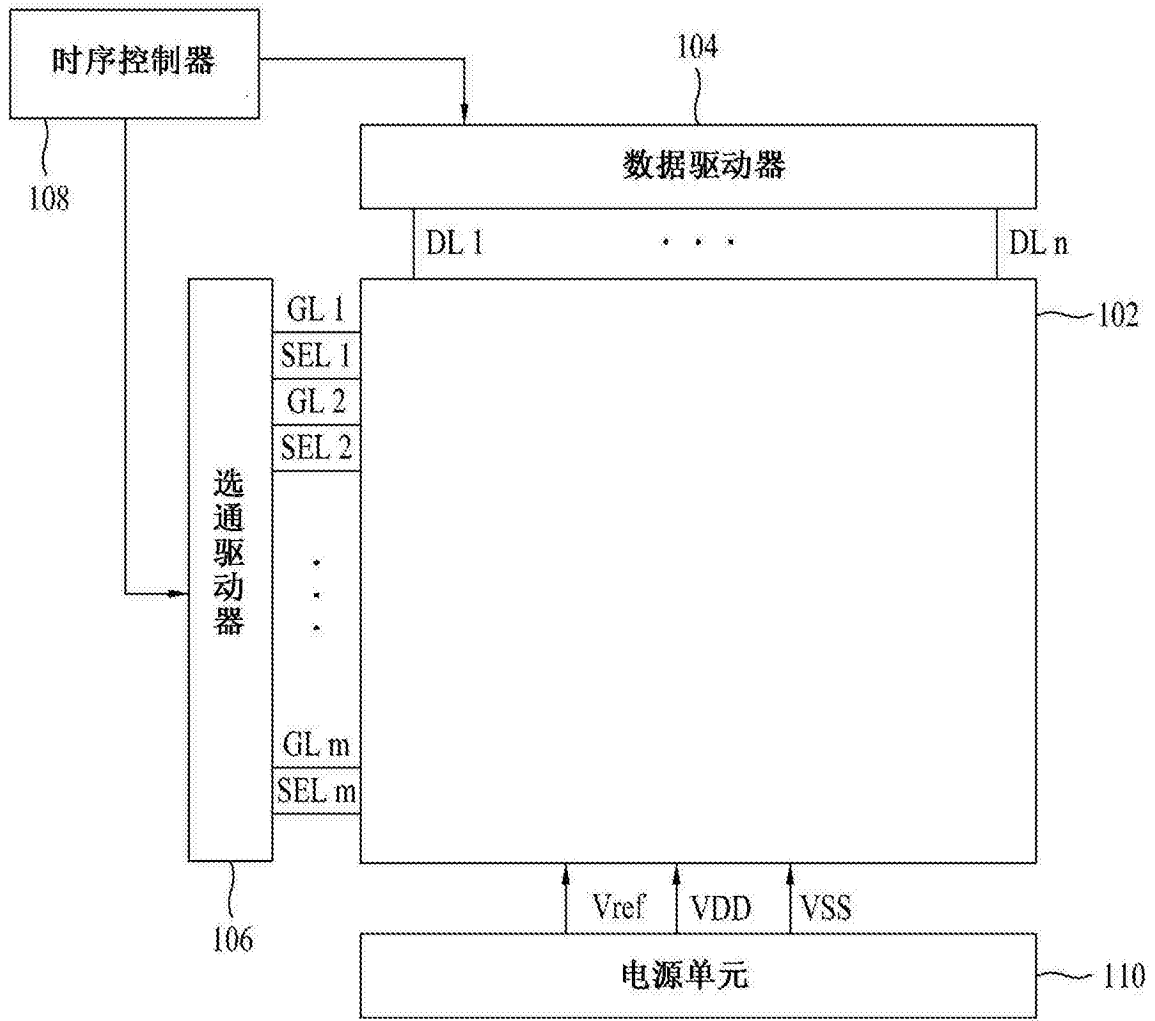 时序控制器
104
数据驱动器
108
DL 1
· · ·
DL n
GL 1
102
SEL 1
GL 2
SEL 2
选通驱动器
GL m
SEL m
Vref
VDD
VSS
106
电源单元
110